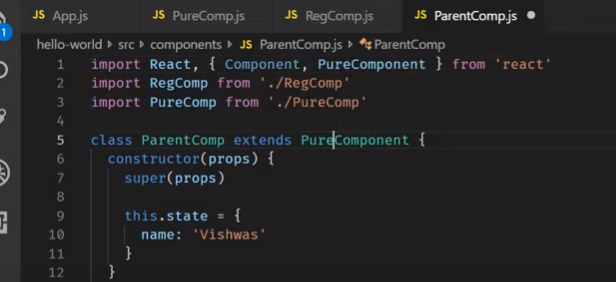 JS App.js JS PureComp.js JS RegComp.js JS ParentComp.js ●
1
hello-world › src › components › JS ParentComp.js › ParentComp
1 import React, { Component, PureComponent } from 'react'
2 import RegComp from './RegComp'
3 import PureComp from './PureComp'
4
5 class ParentComp extends PureComponent {
6 constructor(props) {
7 super(props)
8
9 this.state = {
10 name: 'Vishwas'
11 }
12 }